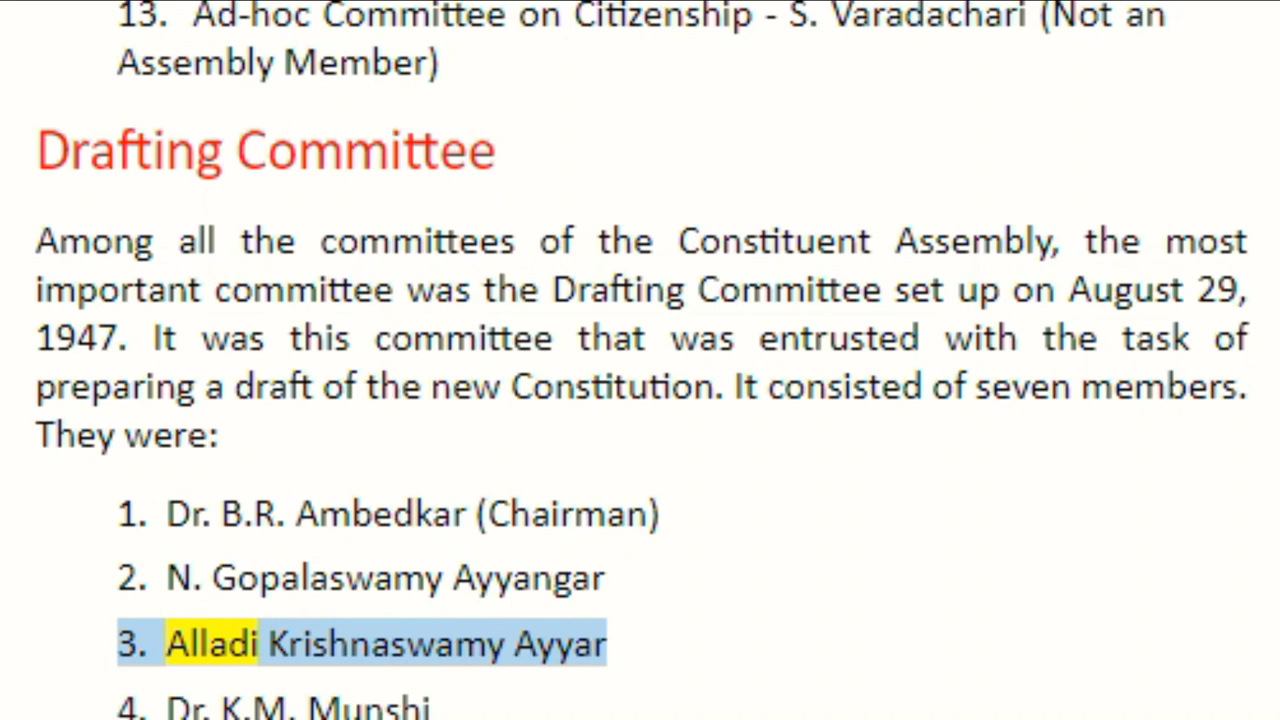 13. Ad-hoc Committee on Citizenship - S. Varadachari (Not an
Assembly Member)
Drafting Committee
Among all the committees of the Constituent Assembly, the most
important committee was the Drafting Committee set up on August 29,
1947. It was this committee that was entrusted with the task of
preparing a draft of the new Constitution. It consisted of seven members.
They were:
1. Dr. B.R. Ambedkar (Chairman)
2. N. Gopalaswamy Ayyangar
3. Alladi Krishnaswamy Ayyar
4. Dr. K.M. Munshi